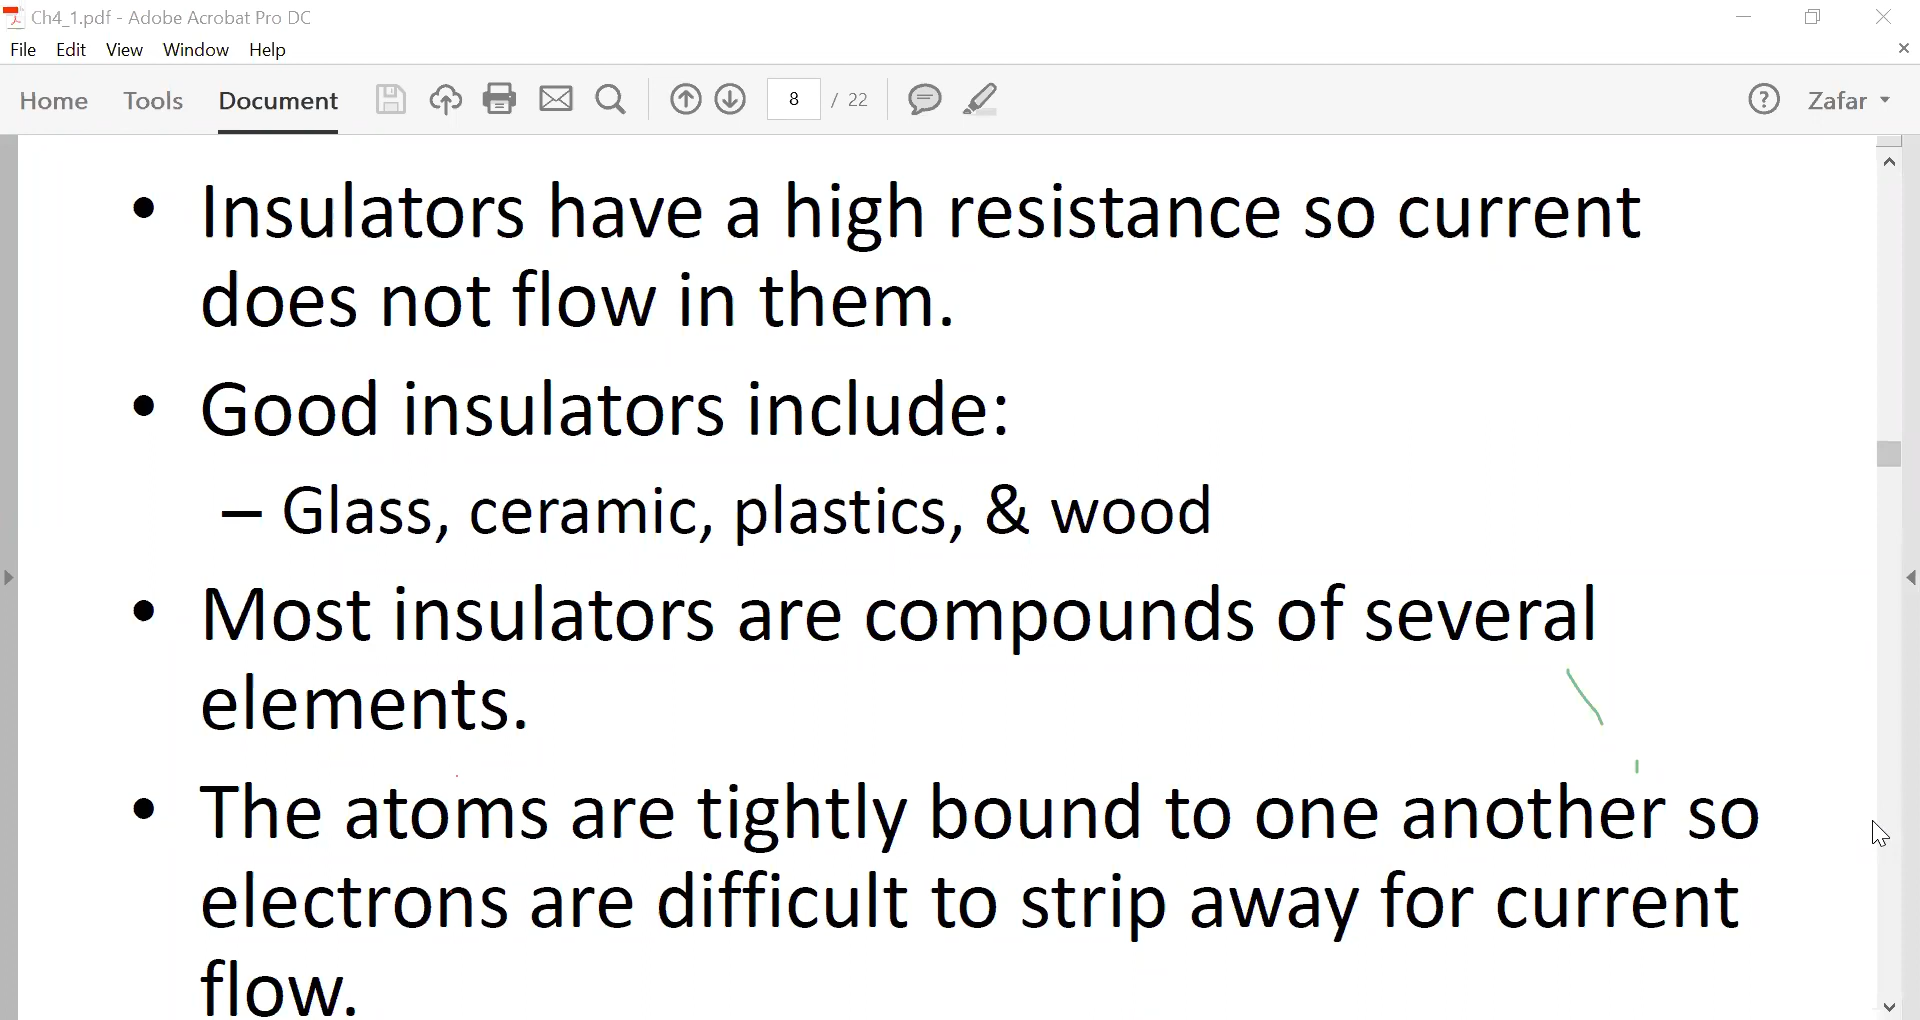 Ch4_1.pdf - Adobe Acrobat Pro DC
File Edit View Window Help
Home Tools Document 8 / 22 Zafar
• Insulators have a high resistance so current
does not flow in them.
• Good insulators include:
– Glass, ceramic, plastics, & wood
• Most insulators are compounds of several
elements.
• The atoms are tightly bound to one another so
electrons are difficult to strip away for current
flow.